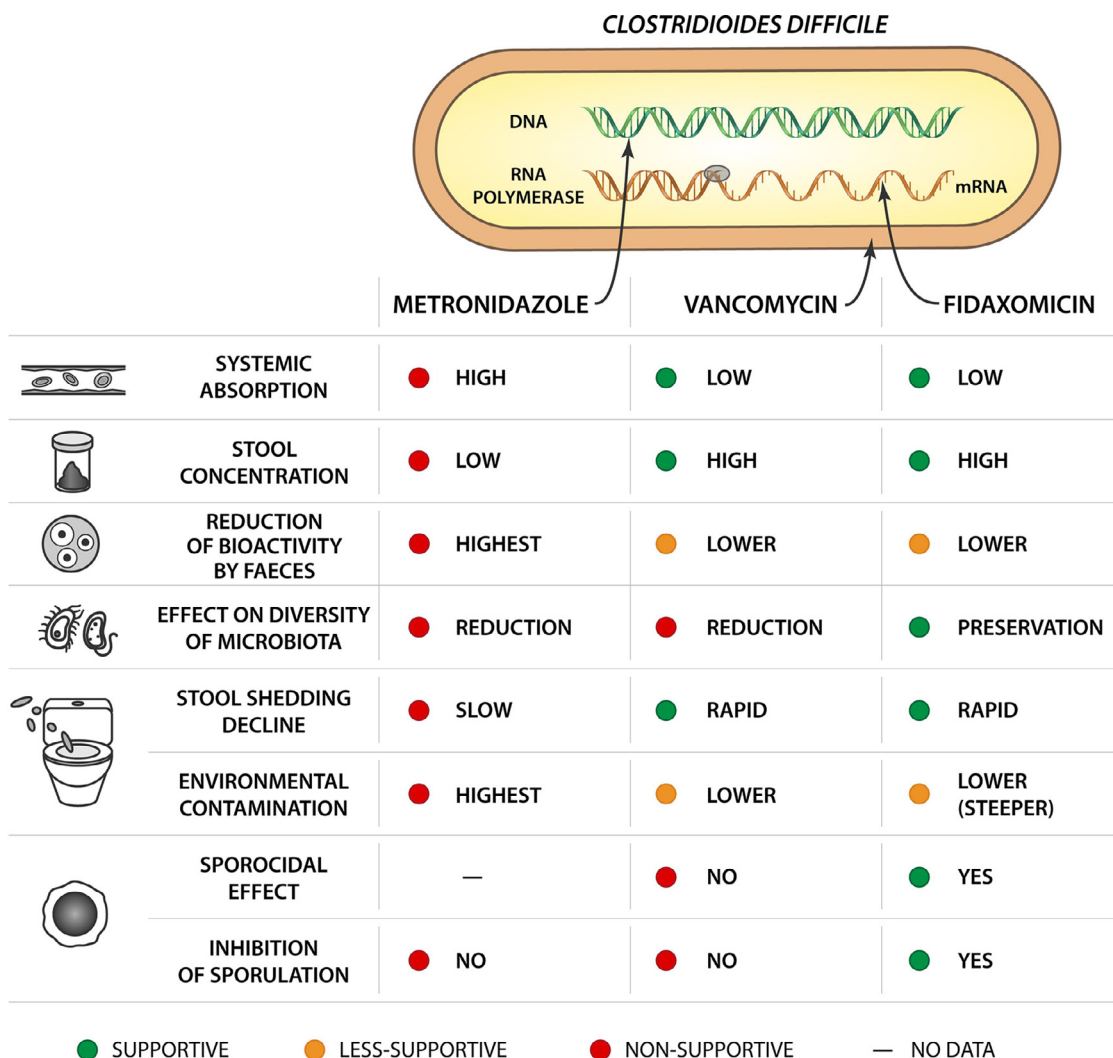 CLOSTRIDIOIDES DIFFICILE
DNA
RNA
POLYMERASE
mRNA
METRONIDAZOLE
VANCOMYCIN
FIDAXOMICIN
SYSTEMIC
ABSORPTION
HIGH
LOW
LOW
STOOL
CONCENTRATION
LOW
HIGH
HIGH
REDUCTION
OF BIOACTIVITY
BY FAECES
HIGHEST
LOWER
LOWER
EFFECT ON DIVERSITY
OF MICROBIOTA
REDUCTION
REDUCTION
PRESERVATION
STOOL SHEDDING
DECLINE
SLOW
RAPID
RAPID
ENVIRONMENTAL
CONTAMINATION
HIGHEST
LOWER
LOWER
(STEEPER)
SPOROCIDAL
EFFECT
—
NO
YES
INHIBITION
OF SPORULATION
NO
NO
YES
SUPPORTIVE
LESS-SUPPORTIVE
NON-SUPPORTIVE
— NO DATA